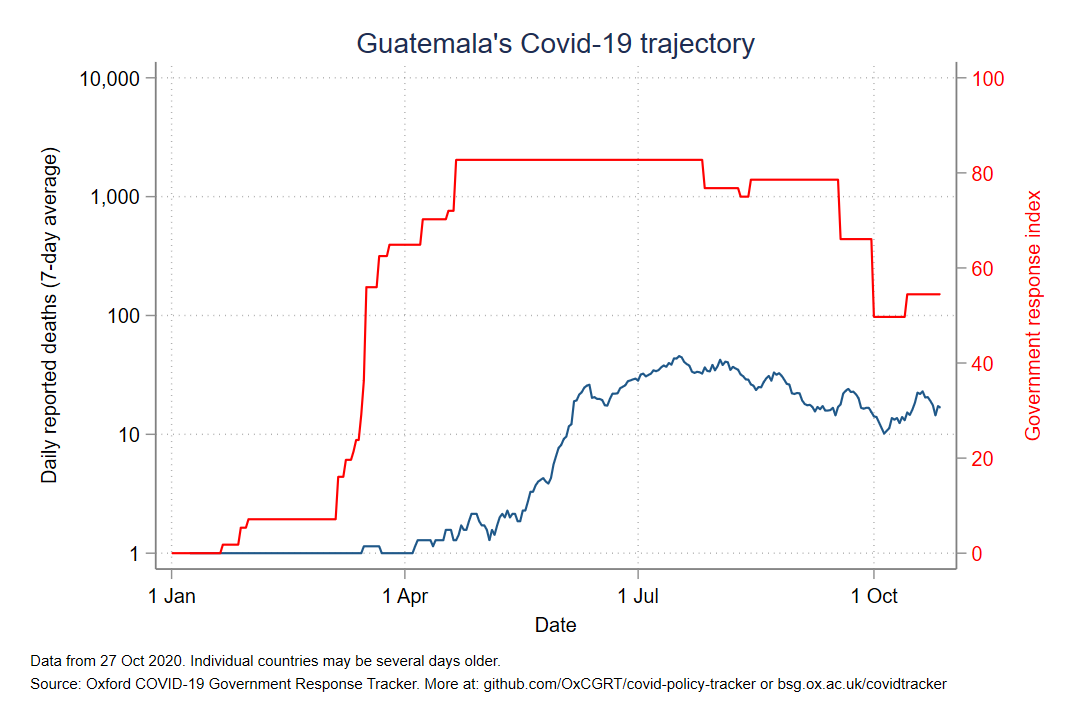 Guatemala's Covid-19 trajectory
Daily reported deaths (7-day average)
10,000
1,000
100
10
1
100
80
60
40
20
0
Government response index
1 Jan
1 Apr
1 Jul
1 Oct
Date
Data from 27 Oct 2020. Individual countries may be several days older.
Source: Oxford COVID-19 Government Response Tracker. More at: github.com/OxCGRT/covid-policy-tracker or bsg.ox.ac.uk/covidtracker